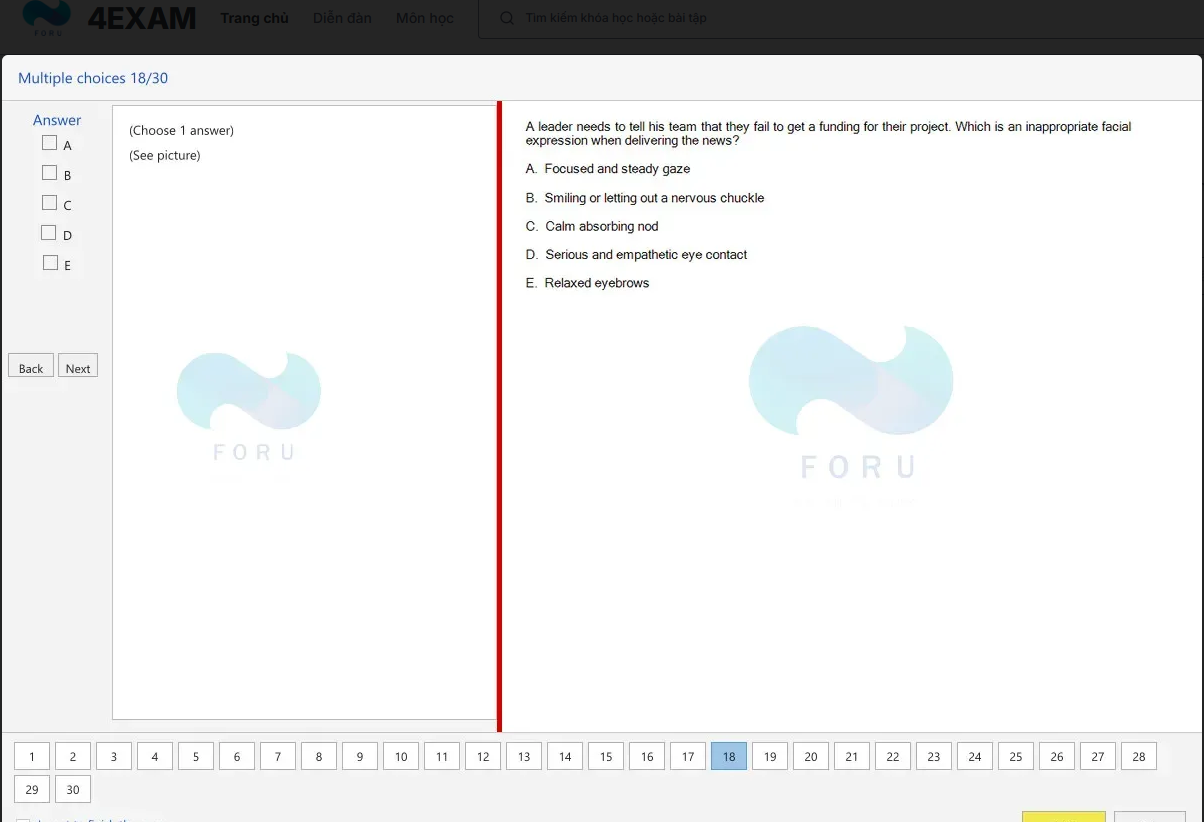 FORU
4EXAM
Trang chủ
Diễn đàn
Môn học
Tìm kiếm khóa học hoặc bài tập
Multiple choices 18/30
Answer
A
B
C
D
E
Back
Next
(Choose 1 answer)
(See picture)
FORU
A leader needs to tell his team that they fail to get a funding for their project. Which is an inappropriate facial
expression when delivering the news?
A. Focused and steady gaze
B. Smiling or letting out a nervous chuckle
C. Calm absorbing nod
D. Serious and empathetic eye contact
E. Relaxed eyebrows
FORU
1 2 3 4 5 6 7 8 9 10 11 12 13 14 15 16 17 18 19 20 21 22 23 24 25 26 27 28
29 30